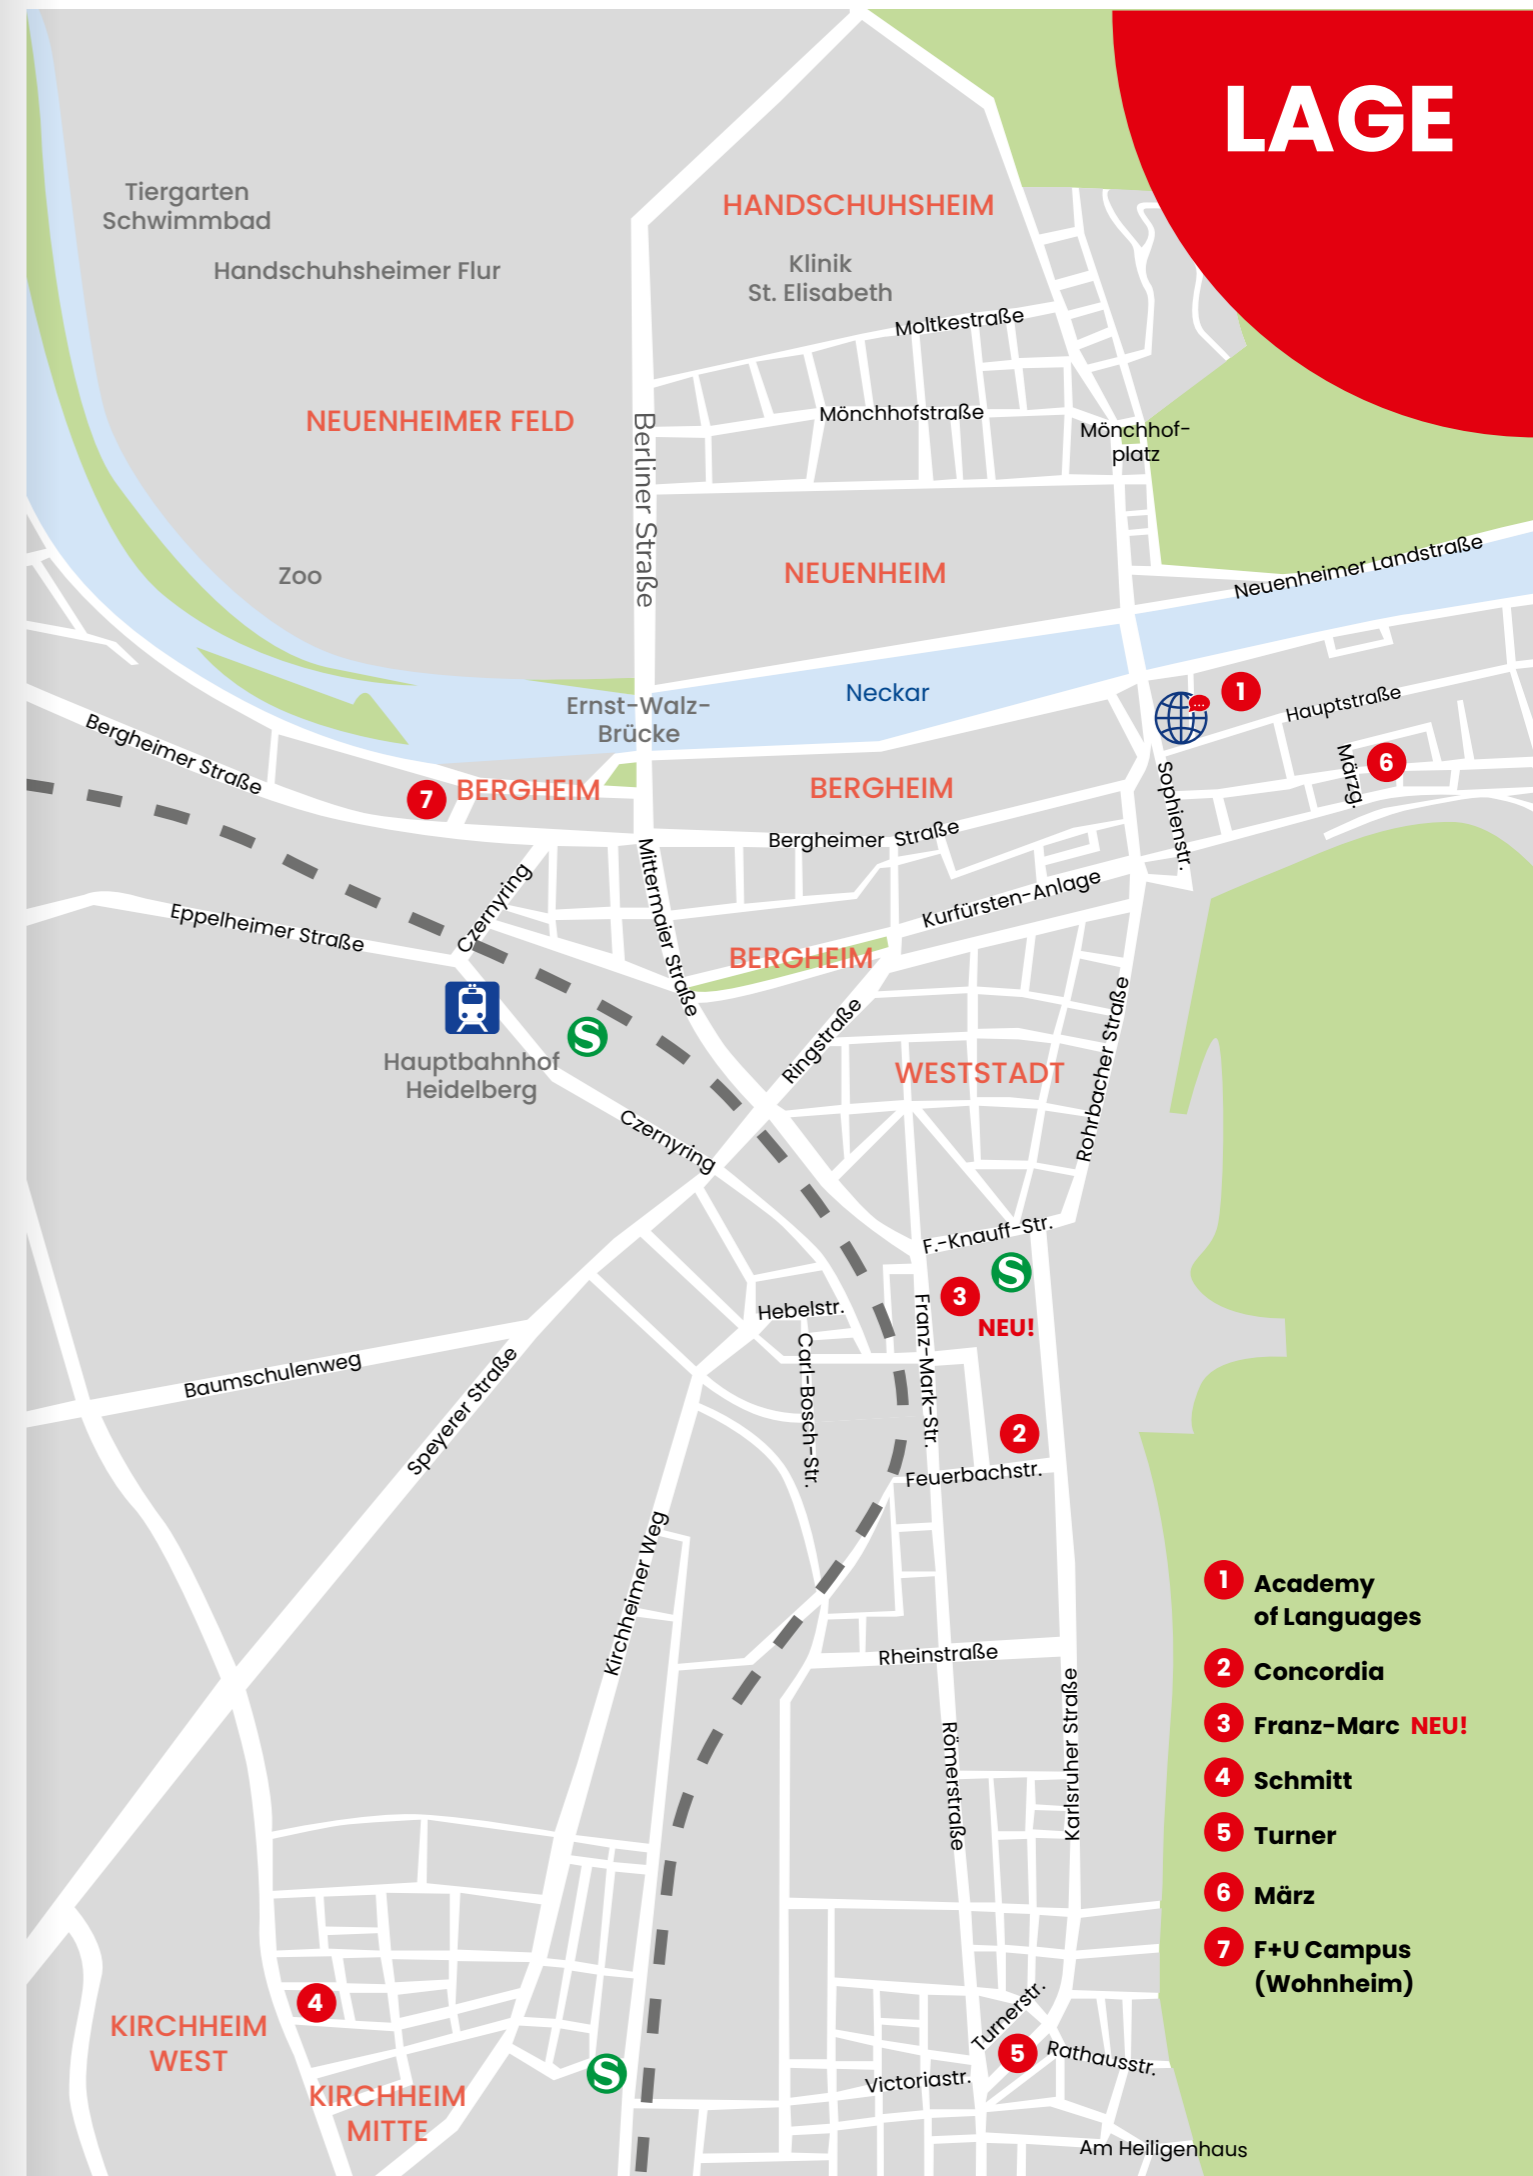 LAGE
Tiergarten
Schwimmbad
HANDSCHUHSHEIM
Handschuhsheimer Flur
Klinik
St. Elisabeth
Moltkestraße
NEUENHEIMER FELD
Berliner Straße
Mönchhofstraße
Mönchhof-
platz
Zoo
NEUENHEIM
Neuenheimer Landstraße
Ernst-Walz-
Brücke
Neckar
1
Hauptstraße
Bergheimer Straße
7
BERGHEIM
BERGHEIM
Sophienstr.
Märzg.
6
Bergheimer Straße
Mittermaier Straße
Czernyring
Kurfürsten-Anlage
Eppelheimer Straße
BERGHEIM
S
Hauptbahnhof
Heidelberg
Ringstraße
WESTSTADT
Rohrbacher Straße
Czernyring
F.-Knauff-Str.
S
3
NEU!
Hebelstr.
Franz-Mark-Str.
Carl-Bosch-Str.
Baumschulenweg
Speyerer Straße
2
Feuerbachstr.
Kirchheimer Weg
Rheinstraße
Römerstraße
Karlsruher Straße
1 Academy
of Languages
2 Concordia
3 Franz-Marc NEU!
4 Schmitt
5 Turner
6 März
7 F+U Campus
(Wohnheim)
4
KIRCHHEIM
WEST
KIRCHHEIM
MITTE
S
Turnerstr.
5
Rathausstr.
Victoriastr.
Am Heiligenhaus